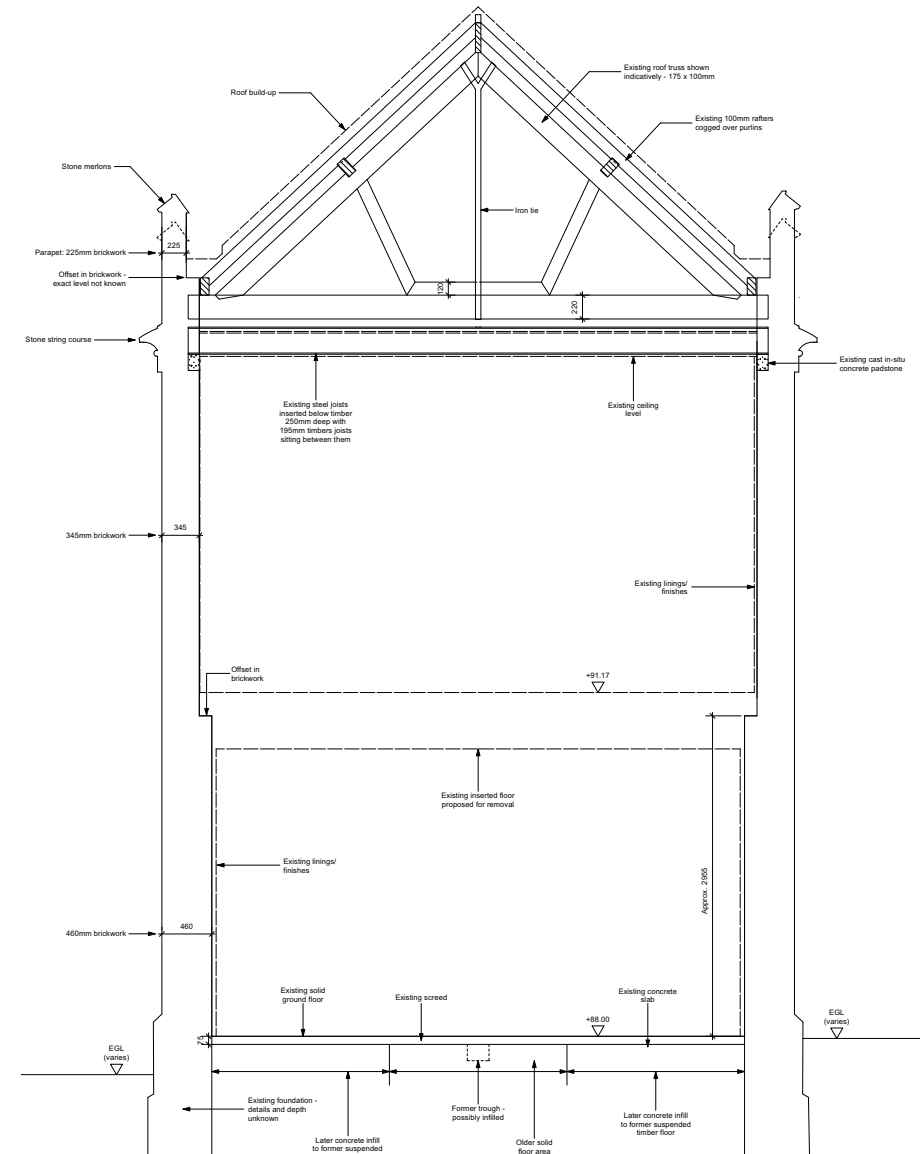 Existing roof truss shown
indicatively - 175 x 100mm
Roof build-up
Existing 100mm rafters
cogged over purlins
Stone merlons
Iron tie
225
Parapet: 225mm brickwork
Offset in brickwork -
exact level not known
120
220
Stone string course
Existing cast in-situ
concrete padstone
Existing steel joists
inserted below timber
250mm deep with
195mm timbers joists
sitting between them
Existing ceiling
level
345
345mm brickwork
Existing linings/
finishes
Offset in
brickwork
+91.17
Existing inserted floor
proposed for removal
Existing linings/
finishes
Approx. 2955
460
460mm brickwork
Existing solid
ground floor
Existing screed
Existing concrete
slab
+88.00
75
EGL
(varies)
EGL
(varies)
Existing foundation -
details and depth
unknown
Former trough -
possibly infilled
Later concrete infill
to former suspended
Older solid
floor area
Later concrete infill
to former suspended
timber floor